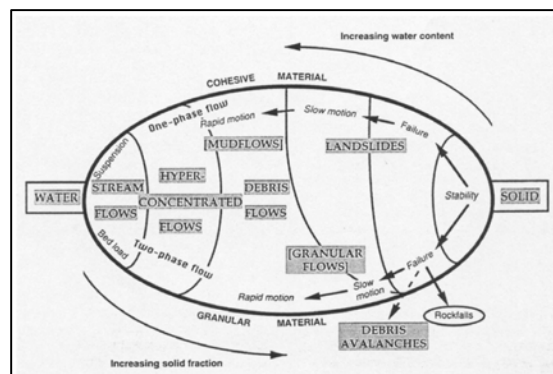 Increasing water content
COHESIVE MATERIAL
One-phase flow
Rapid motion
Slow motion
Failure
Suspension
[MUDFLOWS]
LANDSLIDES
HYPER-
STREAM
CONCENTRATED
DEBRIS
WATER
Stability
SOLID
FLOWS
FLOWS
FLOWS
Bed load
Two-phase flow
[GRANULAR
FLOWS]
Failure
Slow
motion
Rapid motion
GRANULAR MATERIAL
Rockfalls
DEBRIS
AVALANCHES
Increasing solid fraction